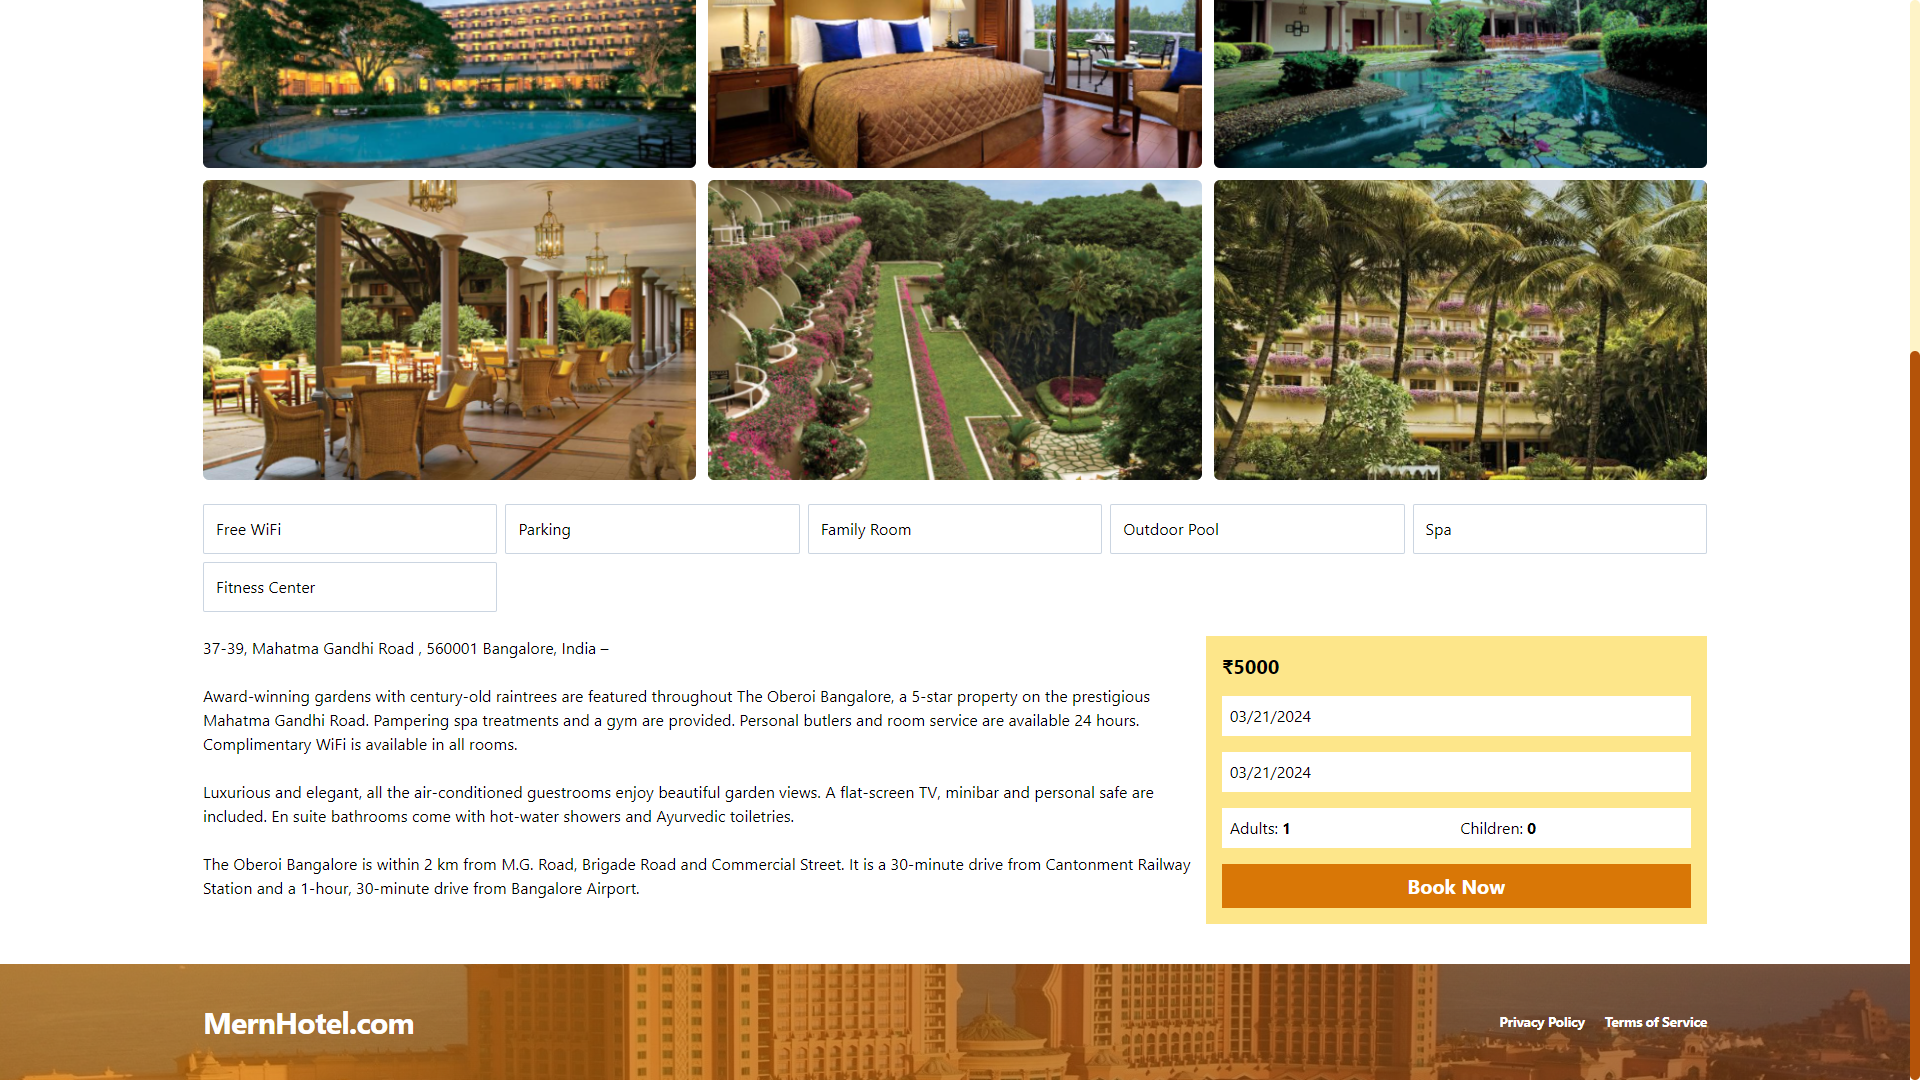 Free WiFi
Parking
Family Room
Outdoor Pool
Spa
Fitness Center
37-39, Mahatma Gandhi Road , 560001 Bangalore, India –
Award-winning gardens with century-old raintrees are featured throughout The Oberoi Bangalore, a 5-star property on the prestigious
Mahatma Gandhi Road. Pampering spa treatments and a gym are provided. Personal butlers and room service are available 24 hours.
Complimentary WiFi is available in all rooms.
Luxurious and elegant, all the air-conditioned guestrooms enjoy beautiful garden views. A flat-screen TV, minibar and personal safe are
included. En suite bathrooms come with hot-water showers and Ayurvedic toiletries.
The Oberoi Bangalore is within 2 km from M.G. Road, Brigade Road and Commercial Street. It is a 30-minute drive from Cantonment Railway
Station and a 1-hour, 30-minute drive from Bangalore Airport.
₹5000
03/21/2024
03/21/2024
Adults: 1 Children: 0
Book Now
MernHotel.com
Privacy Policy Terms of Service